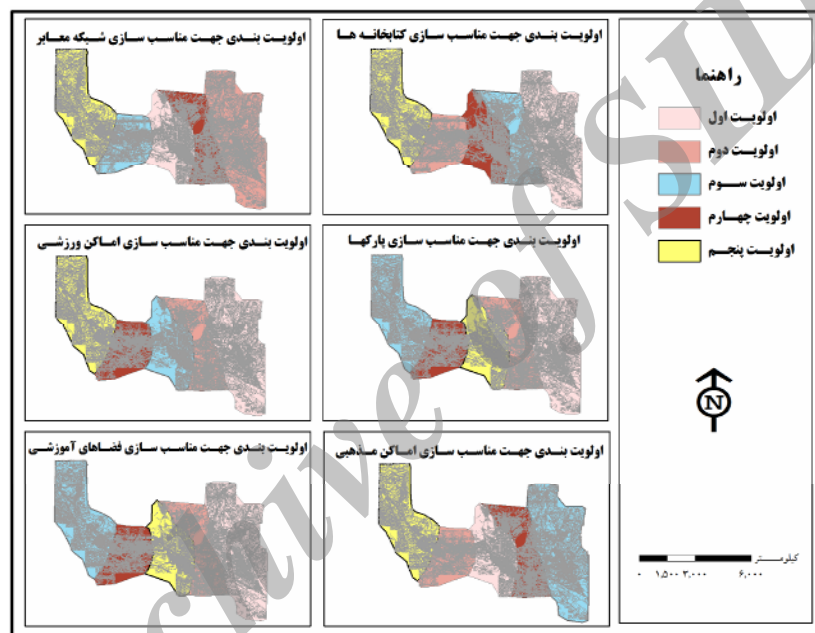 اولویت بندی جهت مناسب سازی کتابخانه ها
اولویت بندی جهت مناسب سازی شبکه معابر
راهنما
اولویت اول
اولویت دوم
اولویت سوم
اولویت چهارم
اولویت پنجم
اولویت بندی جهت مناسب سازی پارکها
اولویت بندی جهت مناسب سازی اماکن ورزشی
N
اولویت بندی جهت مناسب سازی اماکن مذهبی
اولویت بندی جهت مناسب سازی فضاهای آموزشی
کیلومتر
۰ ۱,۵۰۰ ۳,۰۰۰ ۶,۰۰۰
Archive of SID